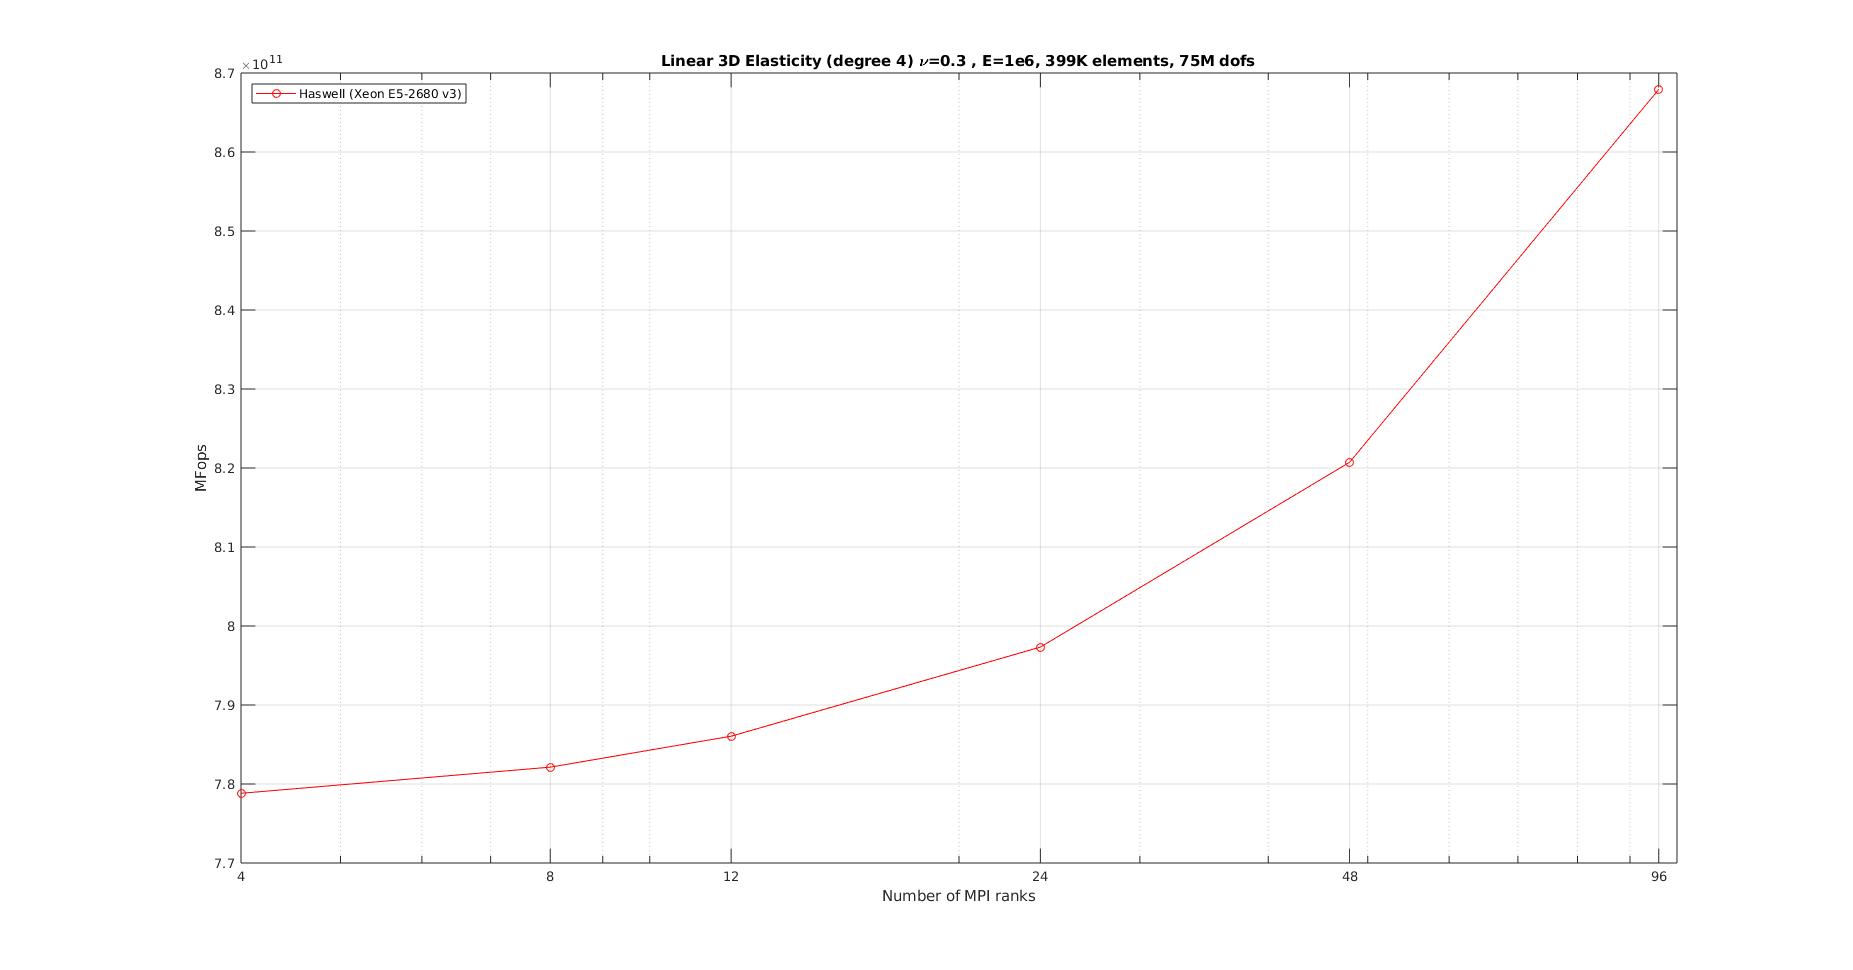 Linear 3D Elasticity (degree 4) ν=0.3 , E=1e6, 399K elements, 75M dofs
×10^11
Haswell (Xeon E5-2680 v3)
8.7
8.6
8.5
8.4
8.3
8.2
8.1
8
7.9
7.8
7.7
MFops
4 8 12 24 48 96
Number of MPI ranks